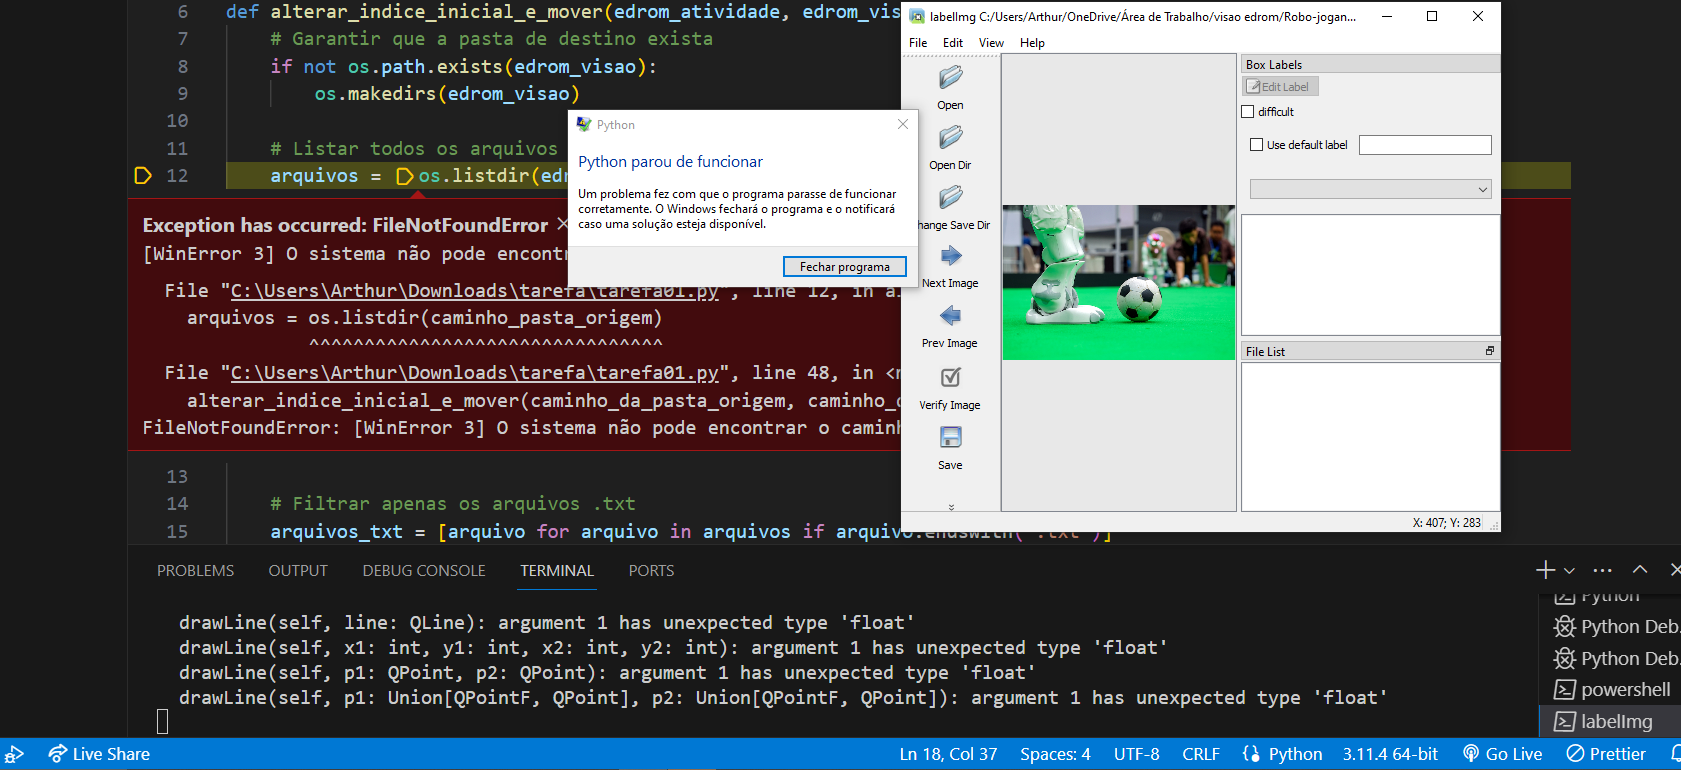 6 def alterar_indice_inicial_e_mover(edrom_atividade, edrom_vis
7 # Garantir que a pasta de destino exista
8 if not os.path.exists(edrom_visao):
9 os.makedirs(edrom_visao)
10
11 # Listar todos os arquivos
12 arquivos = os.listdir(edr
Exception has occurred: FileNotFoundError
[WinError 3] O sistema não pode encontr
File "C:\Users\Arthur\Downloads\tarefa\tarefa01.py", line 12, in al
arquivos = os.listdir(caminho_pasta_origem)
^^^^^^^^^^^^^^^^^^^^^^^^^^^^^^^^
File "C:\Users\Arthur\Downloads\tarefa\tarefa01.py", line 48, in <m
alterar_indice_inicial_e_mover(caminho_da_pasta_origem, caminho_d
FileNotFoundError: [WinError 3] O sistema não pode encontrar o caminh
13
14 # Filtrar apenas os arquivos .txt
15 arquivos_txt = [arquivo for arquivo in arquivos if arquivo.endswith(".txt")]
Python
Python parou de funcionar
Um problema fez com que o programa parasse de funcionar
corretamente. O Windows fechará o programa e o notificará
caso uma solução esteja disponível.
Fechar programa
labelImg C:/Users/Arthur/OneDrive/Área de Trabalho/visao edrom/Robo-jogan...
File Edit View Help
Open
Open Dir
hange Save Dir
Next Image
Prev Image
Verify Image
Save
Box Labels
Edit Label
difficult
Use default label
File List
X: 407; Y: 283
PROBLEMS OUTPUT DEBUG CONSOLE TERMINAL PORTS
drawLine(self, line: QLine): argument 1 has unexpected type 'float'
drawLine(self, x1: int, y1: int, x2: int, y2: int): argument 1 has unexpected type 'float'
drawLine(self, p1: QPoint, p2: QPoint): argument 1 has unexpected type 'float'
drawLine(self, p1: Union[QPointF, QPoint], p2: Union[QPointF, QPoint]): argument 1 has unexpected type 'float'
Python
Python Deb.
Python Deb.
powershell
labelImg
Live Share Ln 18, Col 37 Spaces: 4 UTF-8 CRLF Python 3.11.4 64-bit Go Live Prettier